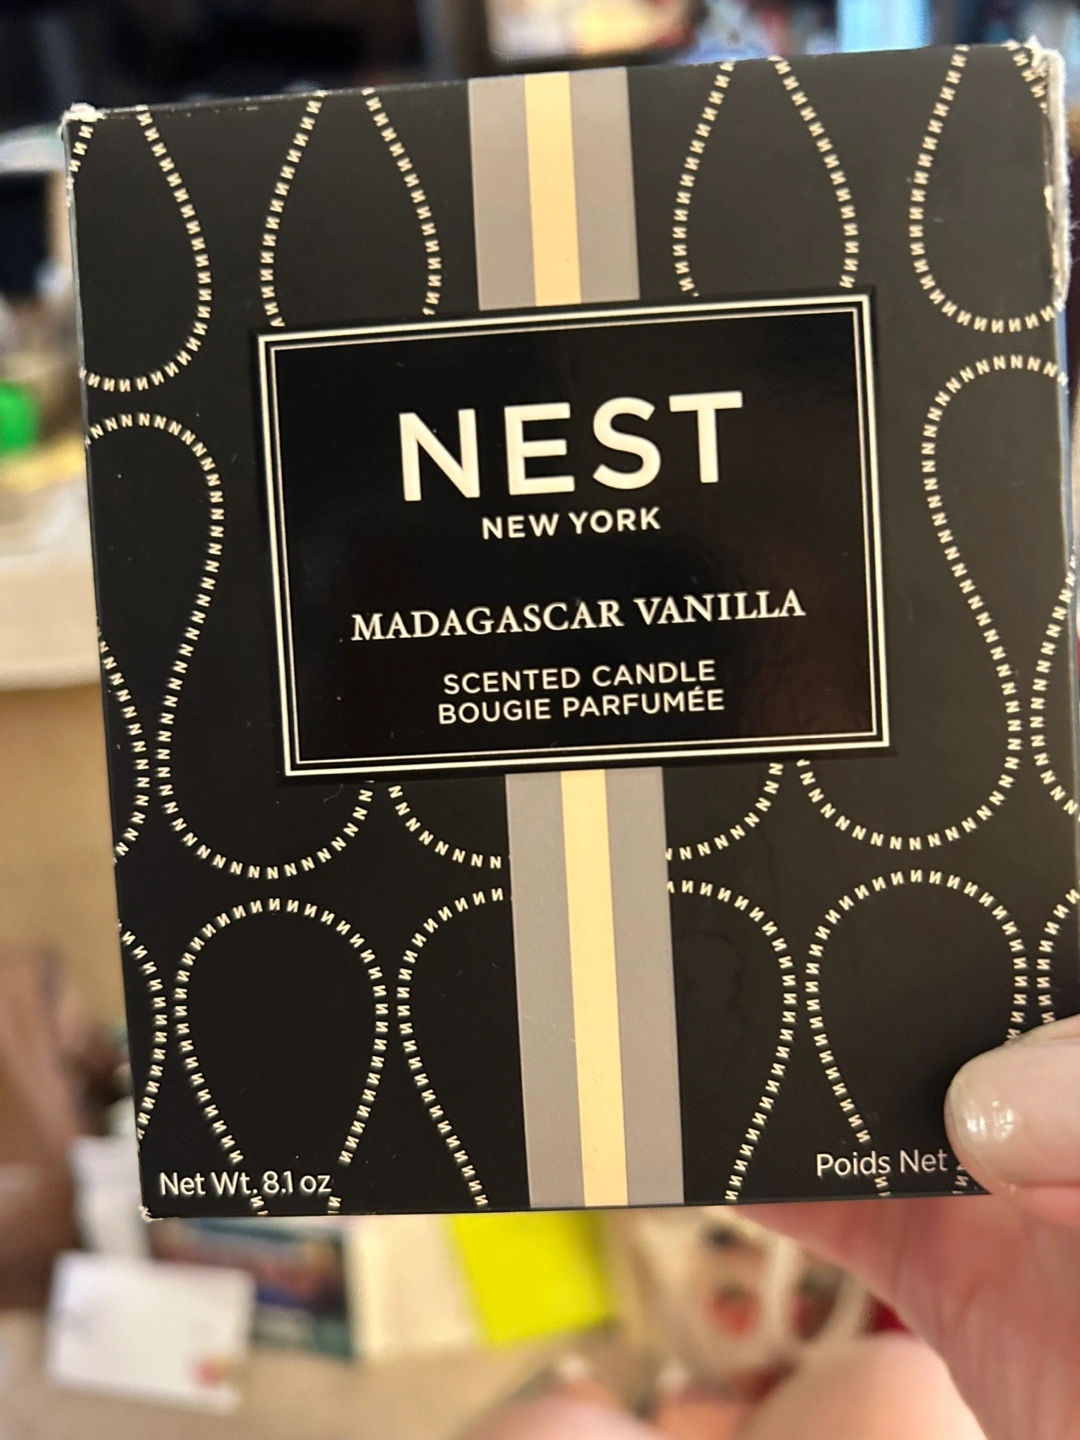 NEST
NEW YORK
MADAGASCAR VANILLA
SCENTED CANDLE
BOUGIE PARFUMÉE
Net Wt. 8.1 oz
Poids Net